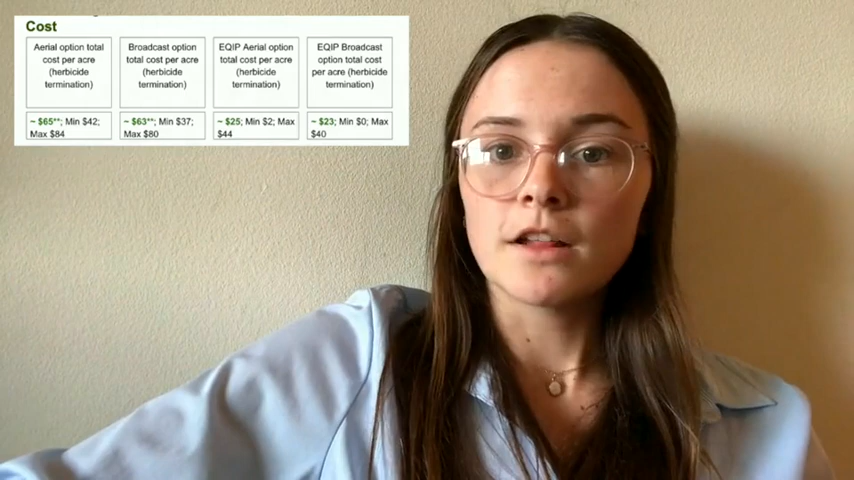 Cost
Aerial option total
cost per acre
(herbicide
termination)
Broadcast option
total cost per acre
(herbicide
termination)
EQIP Aerial option
total cost per acre
(herbicide
termination)
EQIP Broadcast
option total cost
per acre (herbicide
termination)
~ $65**; Min $42;
Max $84
~ $63**; Min $37;
Max $80
~ $25; Min $2; Max
$44
~ $23; Min $0; Max
$40